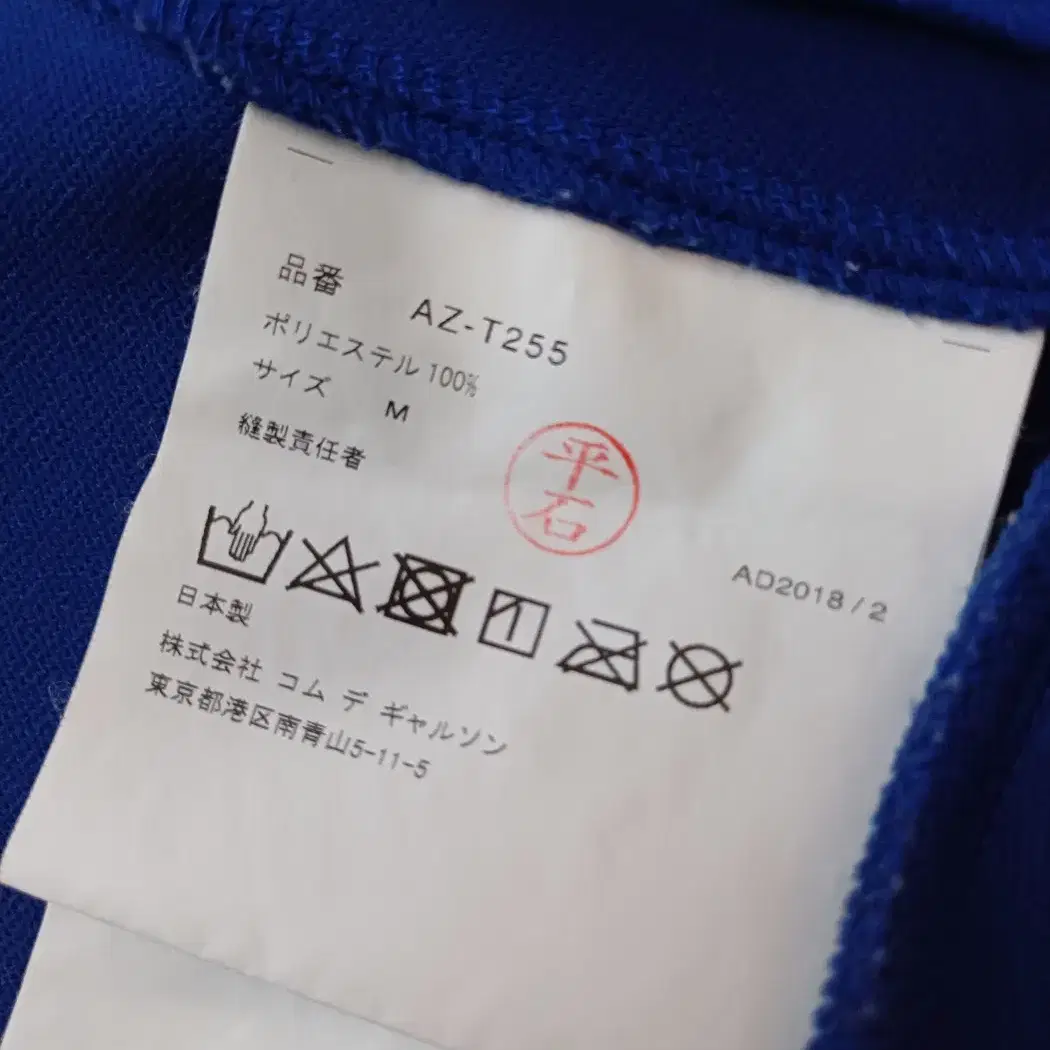 品番 AZ-T255
ポリエステル 100%
サイズ M
縫製責任者
平石
AD2018/2
日本製
株式会社 コム デ ギャルソン
東京都港区南青山5-11-5